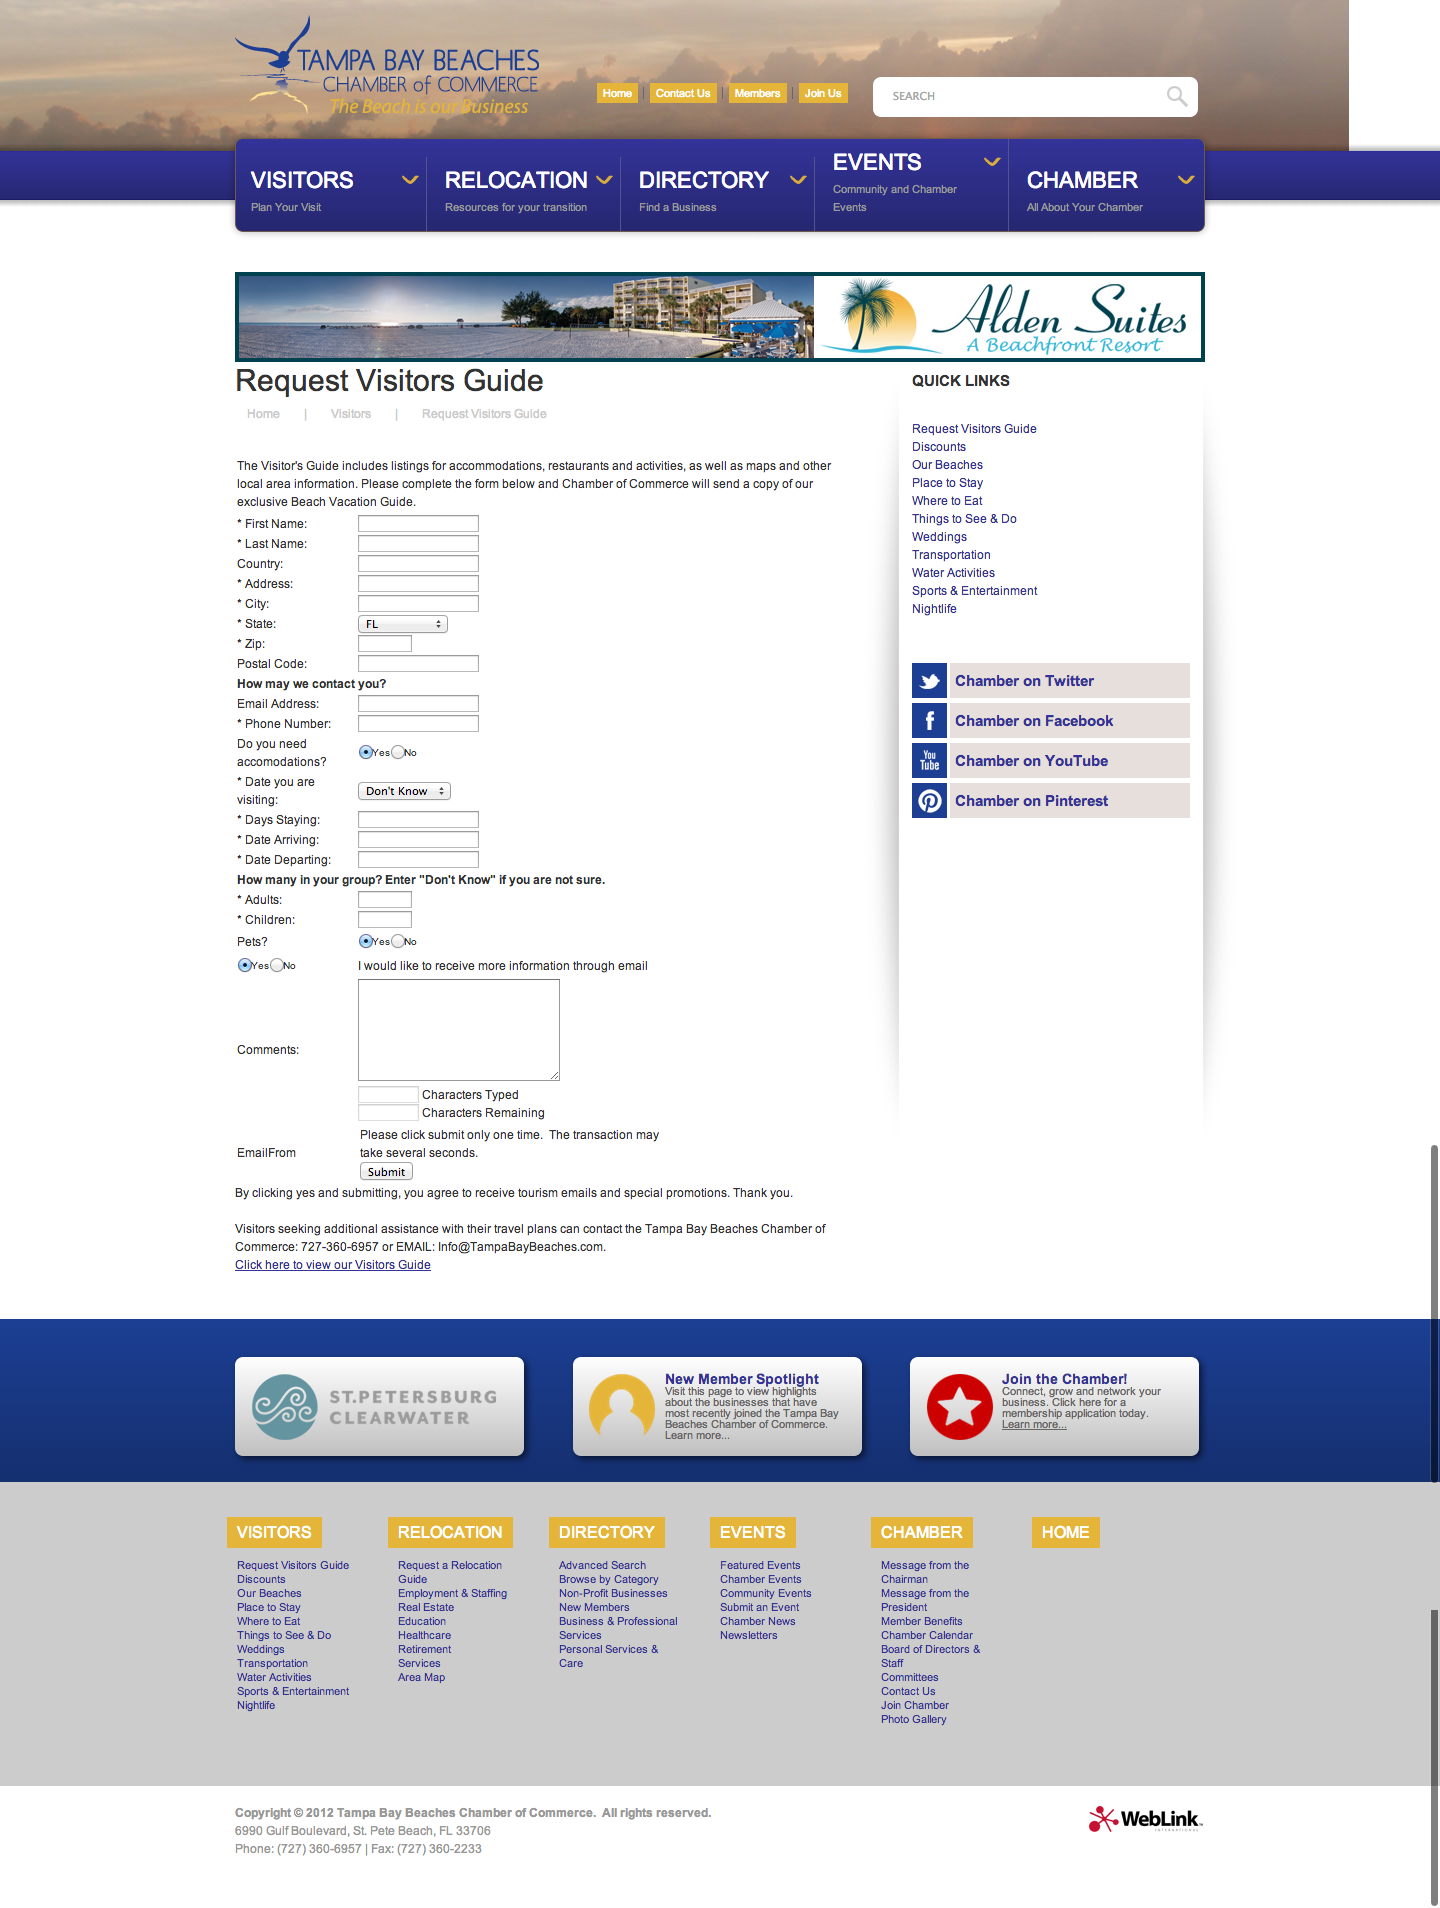 TAMPA BAY BEACHES
CHAMBER of COMMERCE
The Beach is our Business
Home | Contact Us | Members | Join Us
SEARCH
VISITORS
Plan Your Visit
RELOCATION
Resources for your transition
DIRECTORY
Find a Business
EVENTS
Community and Chamber
Events
CHAMBER
All About Your Chamber
Alden Suites
A Beachfront Resort
Request Visitors Guide
Home | Visitors | Request Visitors Guide
The Visitor's Guide includes listings for accommodations, restaurants and activities, as well as maps and other
local area information. Please complete the form below and Chamber of Commerce will send a copy of our
exclusive Beach Vacation Guide.
* First Name:
* Last Name:
Country:
* Address:
* City:
* State: FL
* Zip:
Postal Code:
How may we contact you?
Email Address:
* Phone Number:
Do you need
accomodations? Yes No
* Date you are
visiting: Don't Know
* Days Staying:
* Date Arriving:
* Date Departing:
How many in your group? Enter "Don't Know" if you are not sure.
* Adults:
* Children:
Pets? Yes No
Yes No I would like to receive more information through email
Comments:
Characters Typed
Characters Remaining
EmailFrom
Please click submit only one time.  The transaction may
take several seconds.
Submit
By clicking yes and submitting, you agree to receive tourism emails and special promotions. Thank you.
Visitors seeking additional assistance with their travel plans can contact the Tampa Bay Beaches Chamber of
Commerce: 727-360-6957 or EMAIL: Info@TampaBayBeaches.com.
Click here to view our Visitors Guide
QUICK LINKS
Request Visitors Guide
Discounts
Our Beaches
Place to Stay
Where to Eat
Things to See & Do
Weddings
Transportation
Water Activities
Sports & Entertainment
Nightlife
Chamber on Twitter
Chamber on Facebook
You Tube Chamber on YouTube
Chamber on Pinterest
ST.PETERSBURG
CLEARWATER
New Member Spotlight
Visit this page to view highlights
about the businesses that have
most recently joined the Tampa Bay
Beaches Chamber of Commerce.
Learn more...
Join the Chamber!
Connect, grow and network your
business. Click here for a
membership application today.
Learn more...
VISITORS
Request Visitors Guide
Discounts
Our Beaches
Place to Stay
Where to Eat
Things to See & Do
Weddings
Transportation
Water Activities
Sports & Entertainment
Nightlife
RELOCATION
Request a Relocation
Guide
Employment & Staffing
Real Estate
Education
Healthcare
Retirement
Services
Area Map
DIRECTORY
Advanced Search
Browse by Category
Non-Profit Businesses
New Members
Business & Professional
Services
Personal Services &
Care
EVENTS
Featured Events
Chamber Events
Community Events
Submit an Event
Chamber News
Newsletters
CHAMBER
Message from the
Chairman
Message from the
President
Member Benefits
Chamber Calendar
Board of Directors &
Staff
Committees
Contact Us
Join Chamber
Photo Gallery
HOME
Copyright © 2012 Tampa Bay Beaches Chamber of Commerce.  All rights reserved.
6990 Gulf Boulevard, St. Pete Beach, FL 33706
Phone: (727) 360-6957 | Fax: (727) 360-2233
WebLink
INTERNATIONAL